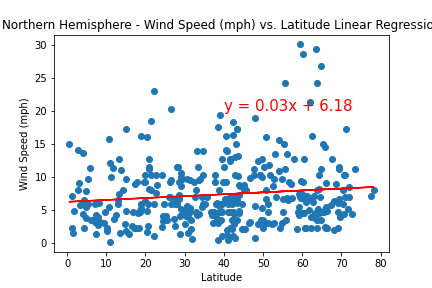 Northern Hemisphere - Wind Speed (mph) vs. Latitude Linear Regressio
30
25
20
15
10
5
0
Wind Speed (mph)
y = 0.03x + 6.18
0 10 20 30 40 50 60 70 80
Latitude